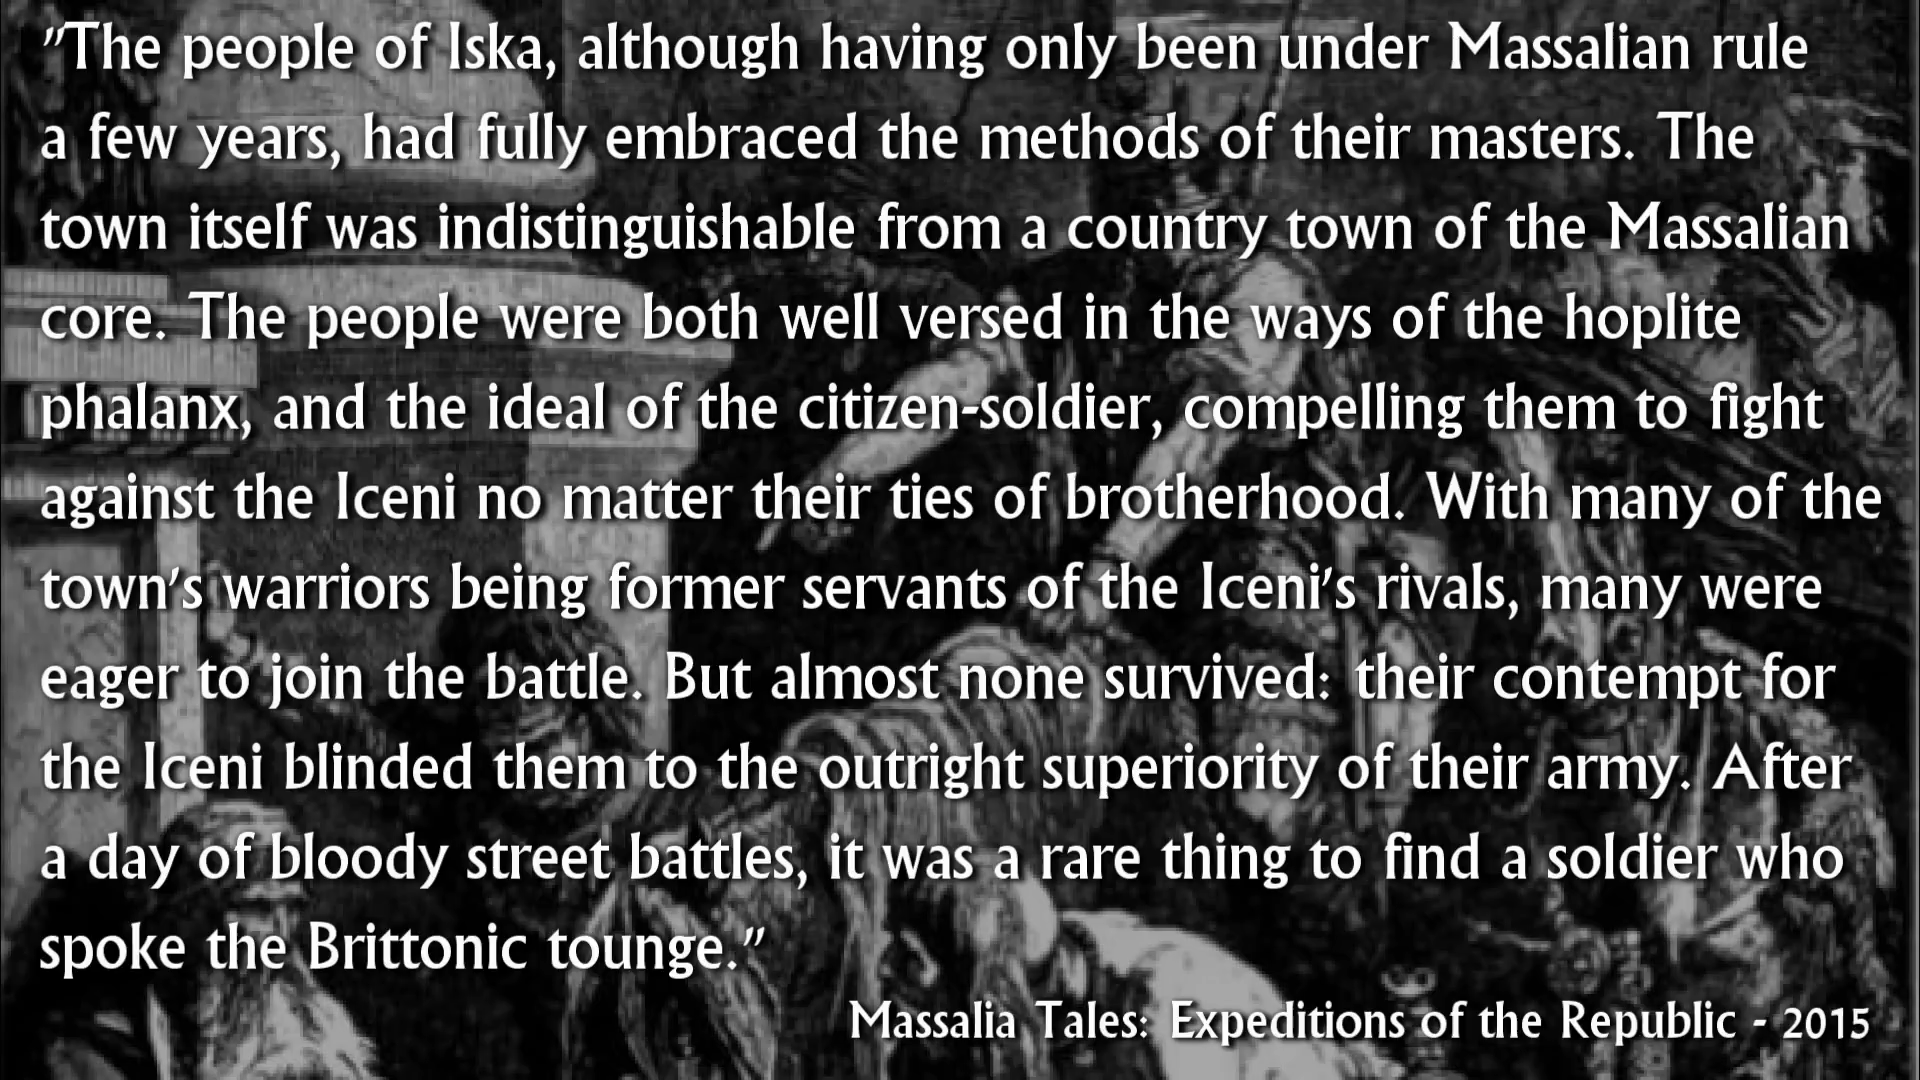 "The people of Iska, although having only been under Massalian rule
a few years, had fully embraced the methods of their masters. The
town itself was indistinguishable from a country town of the Massalian
core. The people were both well versed in the ways of the hoplite
phalanx, and the ideal of the citizen-soldier, compelling them to fight
against the Iceni no matter their ties of brotherhood. With many of the
town's warriors being former servants of the Iceni's rivals, many were
eager to join the battle. But almost none survived: their contempt for
the Iceni blinded them to the outright superiority of their army. After
a day of bloody street battles, it was a rare thing to find a soldier who
spoke the Brittonic tounge."
Massalia Tales: Expeditions of the Republic - 2015